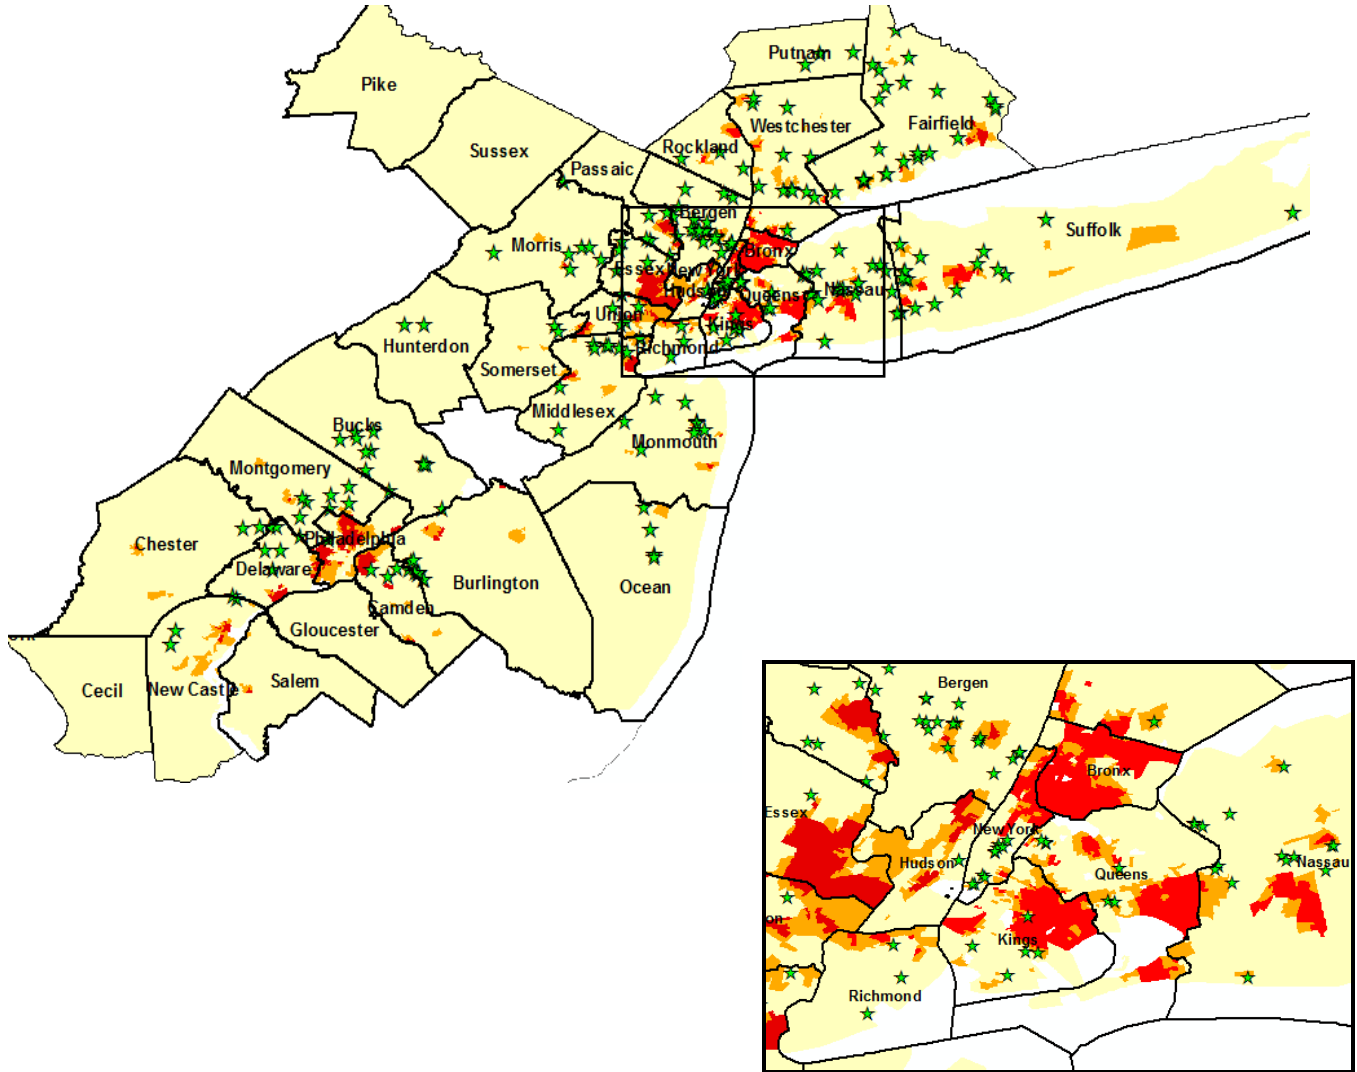 Putnam
Pike
Westchester
Fairfield
Rockland
Sussex
Passaic
Bergen
Suffolk
Morris
Bronx
Essex
New York
Hudson
Queens
Nassau
Union
Kings
Hunterdon
Richmond
Somerset
Middlesex
Bucks
Monmouth
Montgomery
Philadelphia
Chester
Delaware
Burlington
Ocean
Camden
Gloucester
Salem
Cecil
New Castle
Bergen
Bronx
Essex
New York
Hudson
Queens
Nassau
on
Kings
Richmond